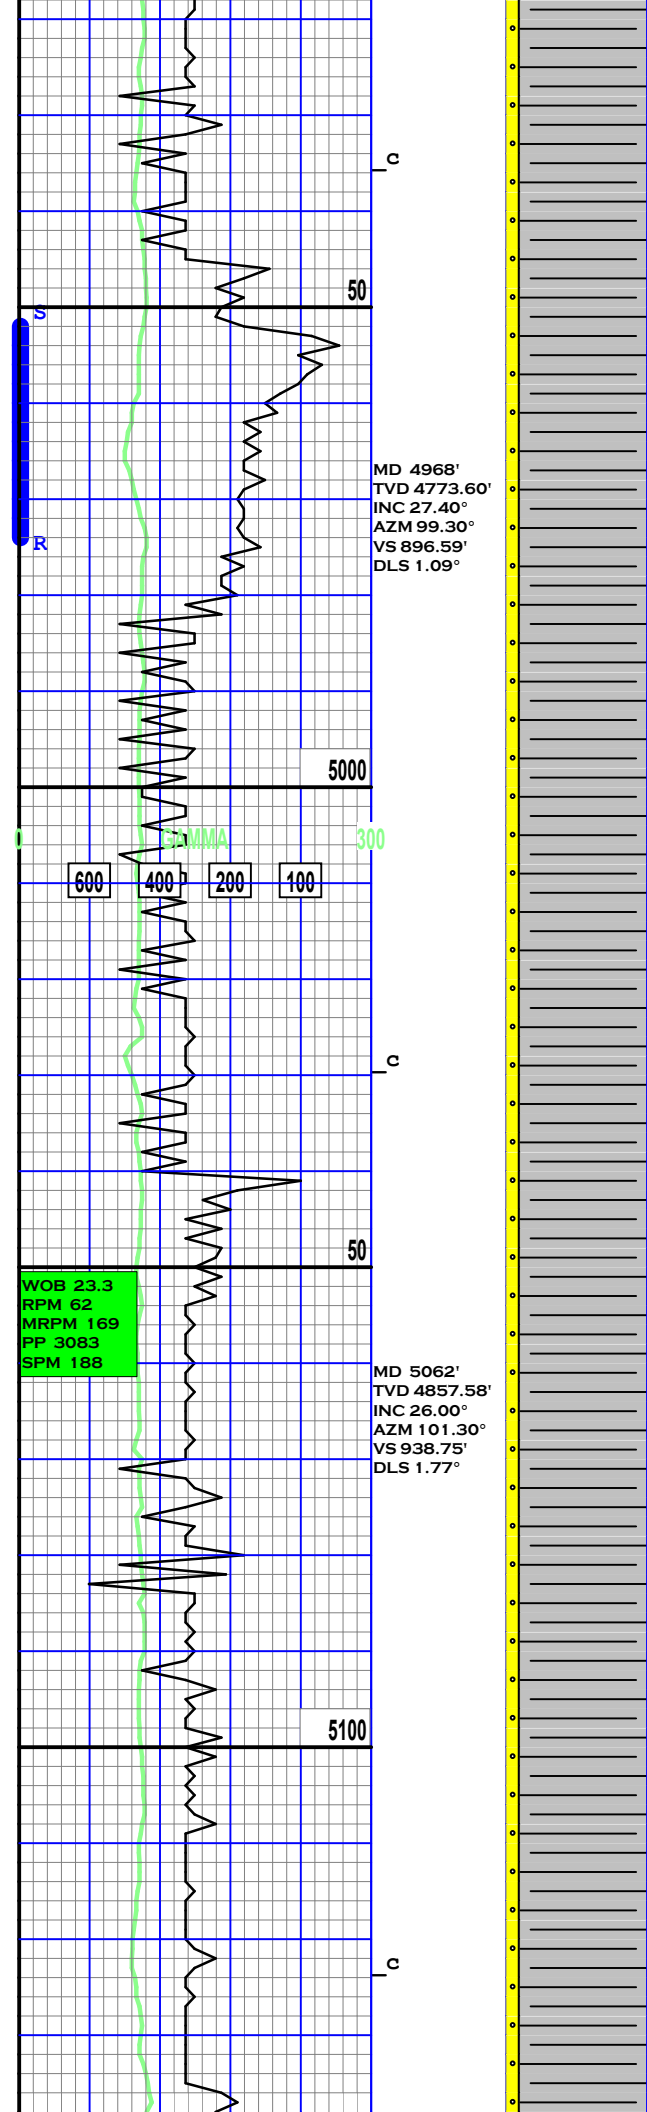 C
50
S
MD 4968'
TVD 4773.60'
INC 27.40°
AZM 99.30°
VS 896.59'
DLS 1.09°
R
5000
0 GAMMA 300
600 400 200 100
C
50
WOB 23.3
RPM 62
MRPM 169
PP 3083
SPM 188
MD 5062'
TVD 4857.58'
INC 26.00°
AZM 101.30°
VS 938.75'
DLS 1.77°
5100
C